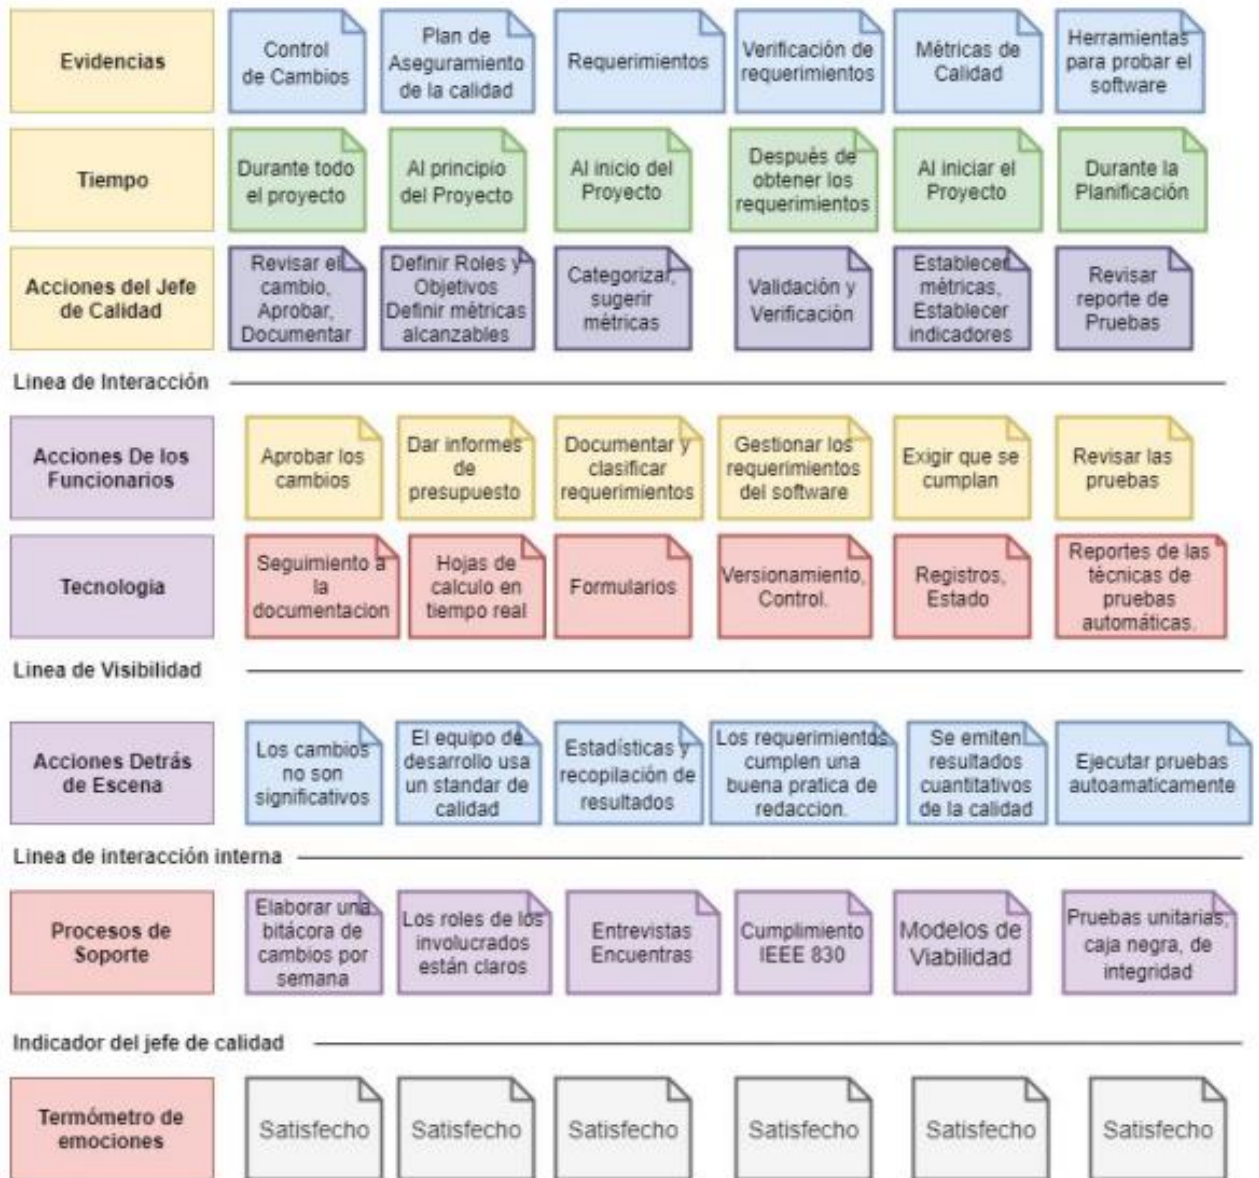 Evidencias
Control
de Cambios
Plan de
Aseguramiento
de la calidad
Requerimientos
Verificación de
requerimientos
Métricas de
Calidad
Herramientas
para probar el
software
Tiempo
Durante todo
el proyecto
Al principio
del Proyecto
Al inicio del
Proyecto
Después de
obtener los
requerimientos
Al iniciar el
Proyecto
Durante la
Planificación
Acciones del Jefe
de Calidad
Revisar el
cambio,
Aprobar,
Documentar
Definir Roles y
Objetivos
Definir métricas
alcanzables
Categorizar,
sugerir
métricas
Validación y
Verificación
Establecer
métricas,
Establecer
indicadores
Revisar
reporte de
Pruebas
Linea de Interacción
Acciones De los
Funcionarios
Aprobar los
cambios
Dar informes
de
presupuesto
Documentar y
clasificar
requerimientos
Gestionar los
requerimientos
del software
Exigir que se
cumplan
Revisar las
pruebas
Tecnologia
Seguimiento a
la
documentacion
Hojas de
calculo en
tiempo real
Formularios
Versionamiento,
Control.
Registros,
Estado
Reportes de las
técnicas de
pruebas
automáticas.
Linea de Visibilidad
Acciones Detrás
de Escena
Los cambios
no son
significativos
El equipo de
desarrollo usa
un standar de
calidad
Estadísticas y
recopilación de
resultados
Los requerimientos
cumplen una
buena pratica de
redaccion.
Se emiten
resultados
cuantitativos
de la calidad
Ejecutar pruebas
autoamaticamente
Linea de interacción interna
Procesos de
Soporte
Elaborar una
bitácora de
cambios por
semana
Los roles de los
involucrados
están claros
Entrevistas
Encuentras
Cumplimiento
IEEE 830
Modelos de
Viabilidad
Pruebas unitarias,
caja negra, de
integridad
Indicador del jefe de calidad
Termómetro de
emociones
Satisfecho
Satisfecho
Satisfecho
Satisfecho
Satisfecho
Satisfecho